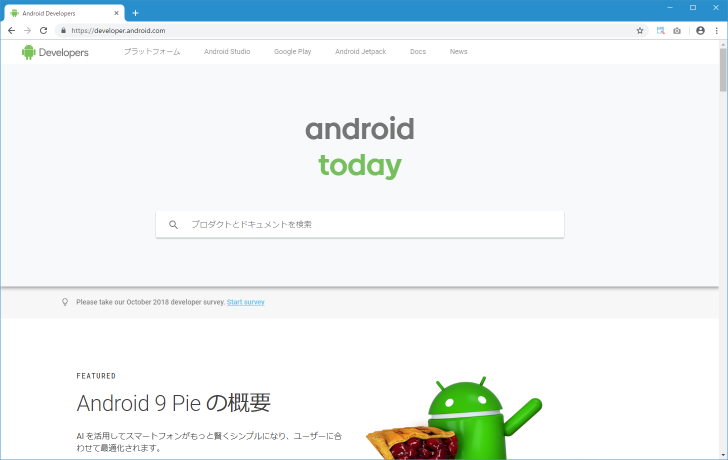 Android Developers
https://developer.android.com
Developers
プラットフォーム
Android Studio
Google Play
Android Jetpack
Docs
News
android
today
プロダクトとドキュメントを検索
Please take our October 2018 developer survey. Start survey
FEATURED
Android 9 Pie の概要
AI を活用してスマートフォンがもっと賢くシンプルになり、ユーザーに合
わせて最適化されます。